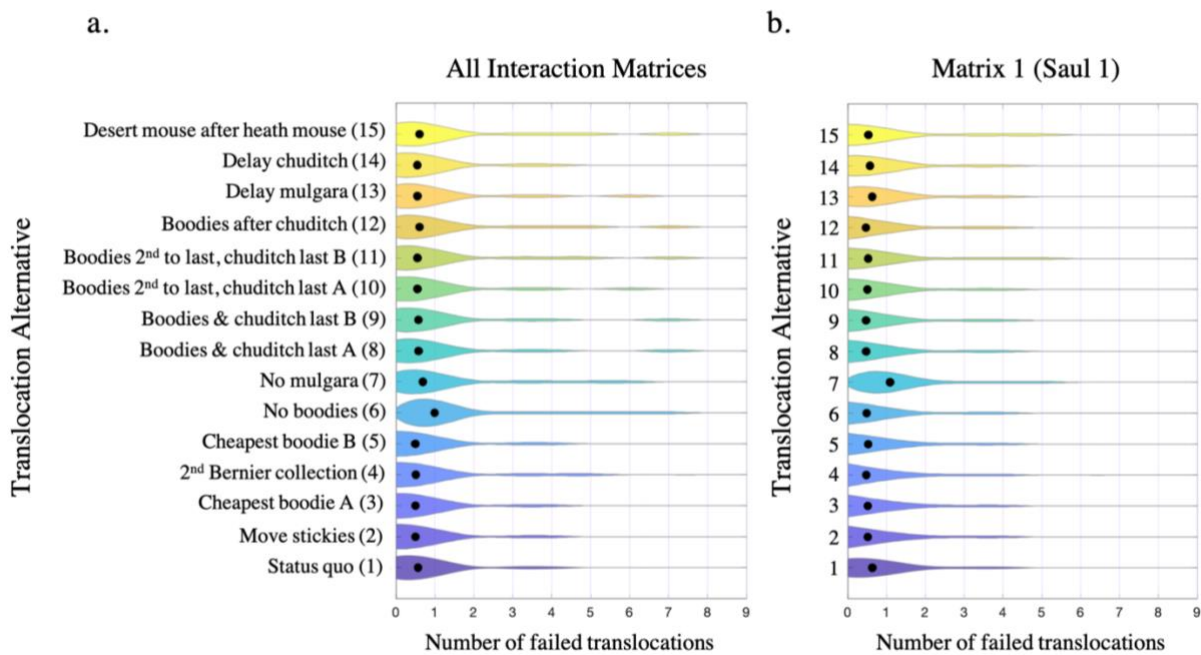 a.
b.
All Interaction Matrices
Matrix 1 (Saul 1)
Translocation Alternative
Desert mouse after heath mouse (15)
Delay chuditch (14)
Delay mulgara (13)
Boodies after chuditch (12)
Boodies 2nd to last, chuditch last B (11)
Boodies 2nd to last, chuditch last A (10)
Boodies & chuditch last B (9)
Boodies & chuditch last A (8)
No mulgara (7)
No boodies (6)
Cheapest boodie B (5)
2nd Bernier collection (4)
Cheapest boodie A (3)
Move stickies (2)
Status quo (1)
0 1 2 3 4 5 6 7 8 9
Number of failed translocations
Translocation Alternative
15
14
13
12
11
10
9
8
7
6
5
4
3
2
1
0 1 2 3 4 5 6 7 8 9
Number of failed translocations